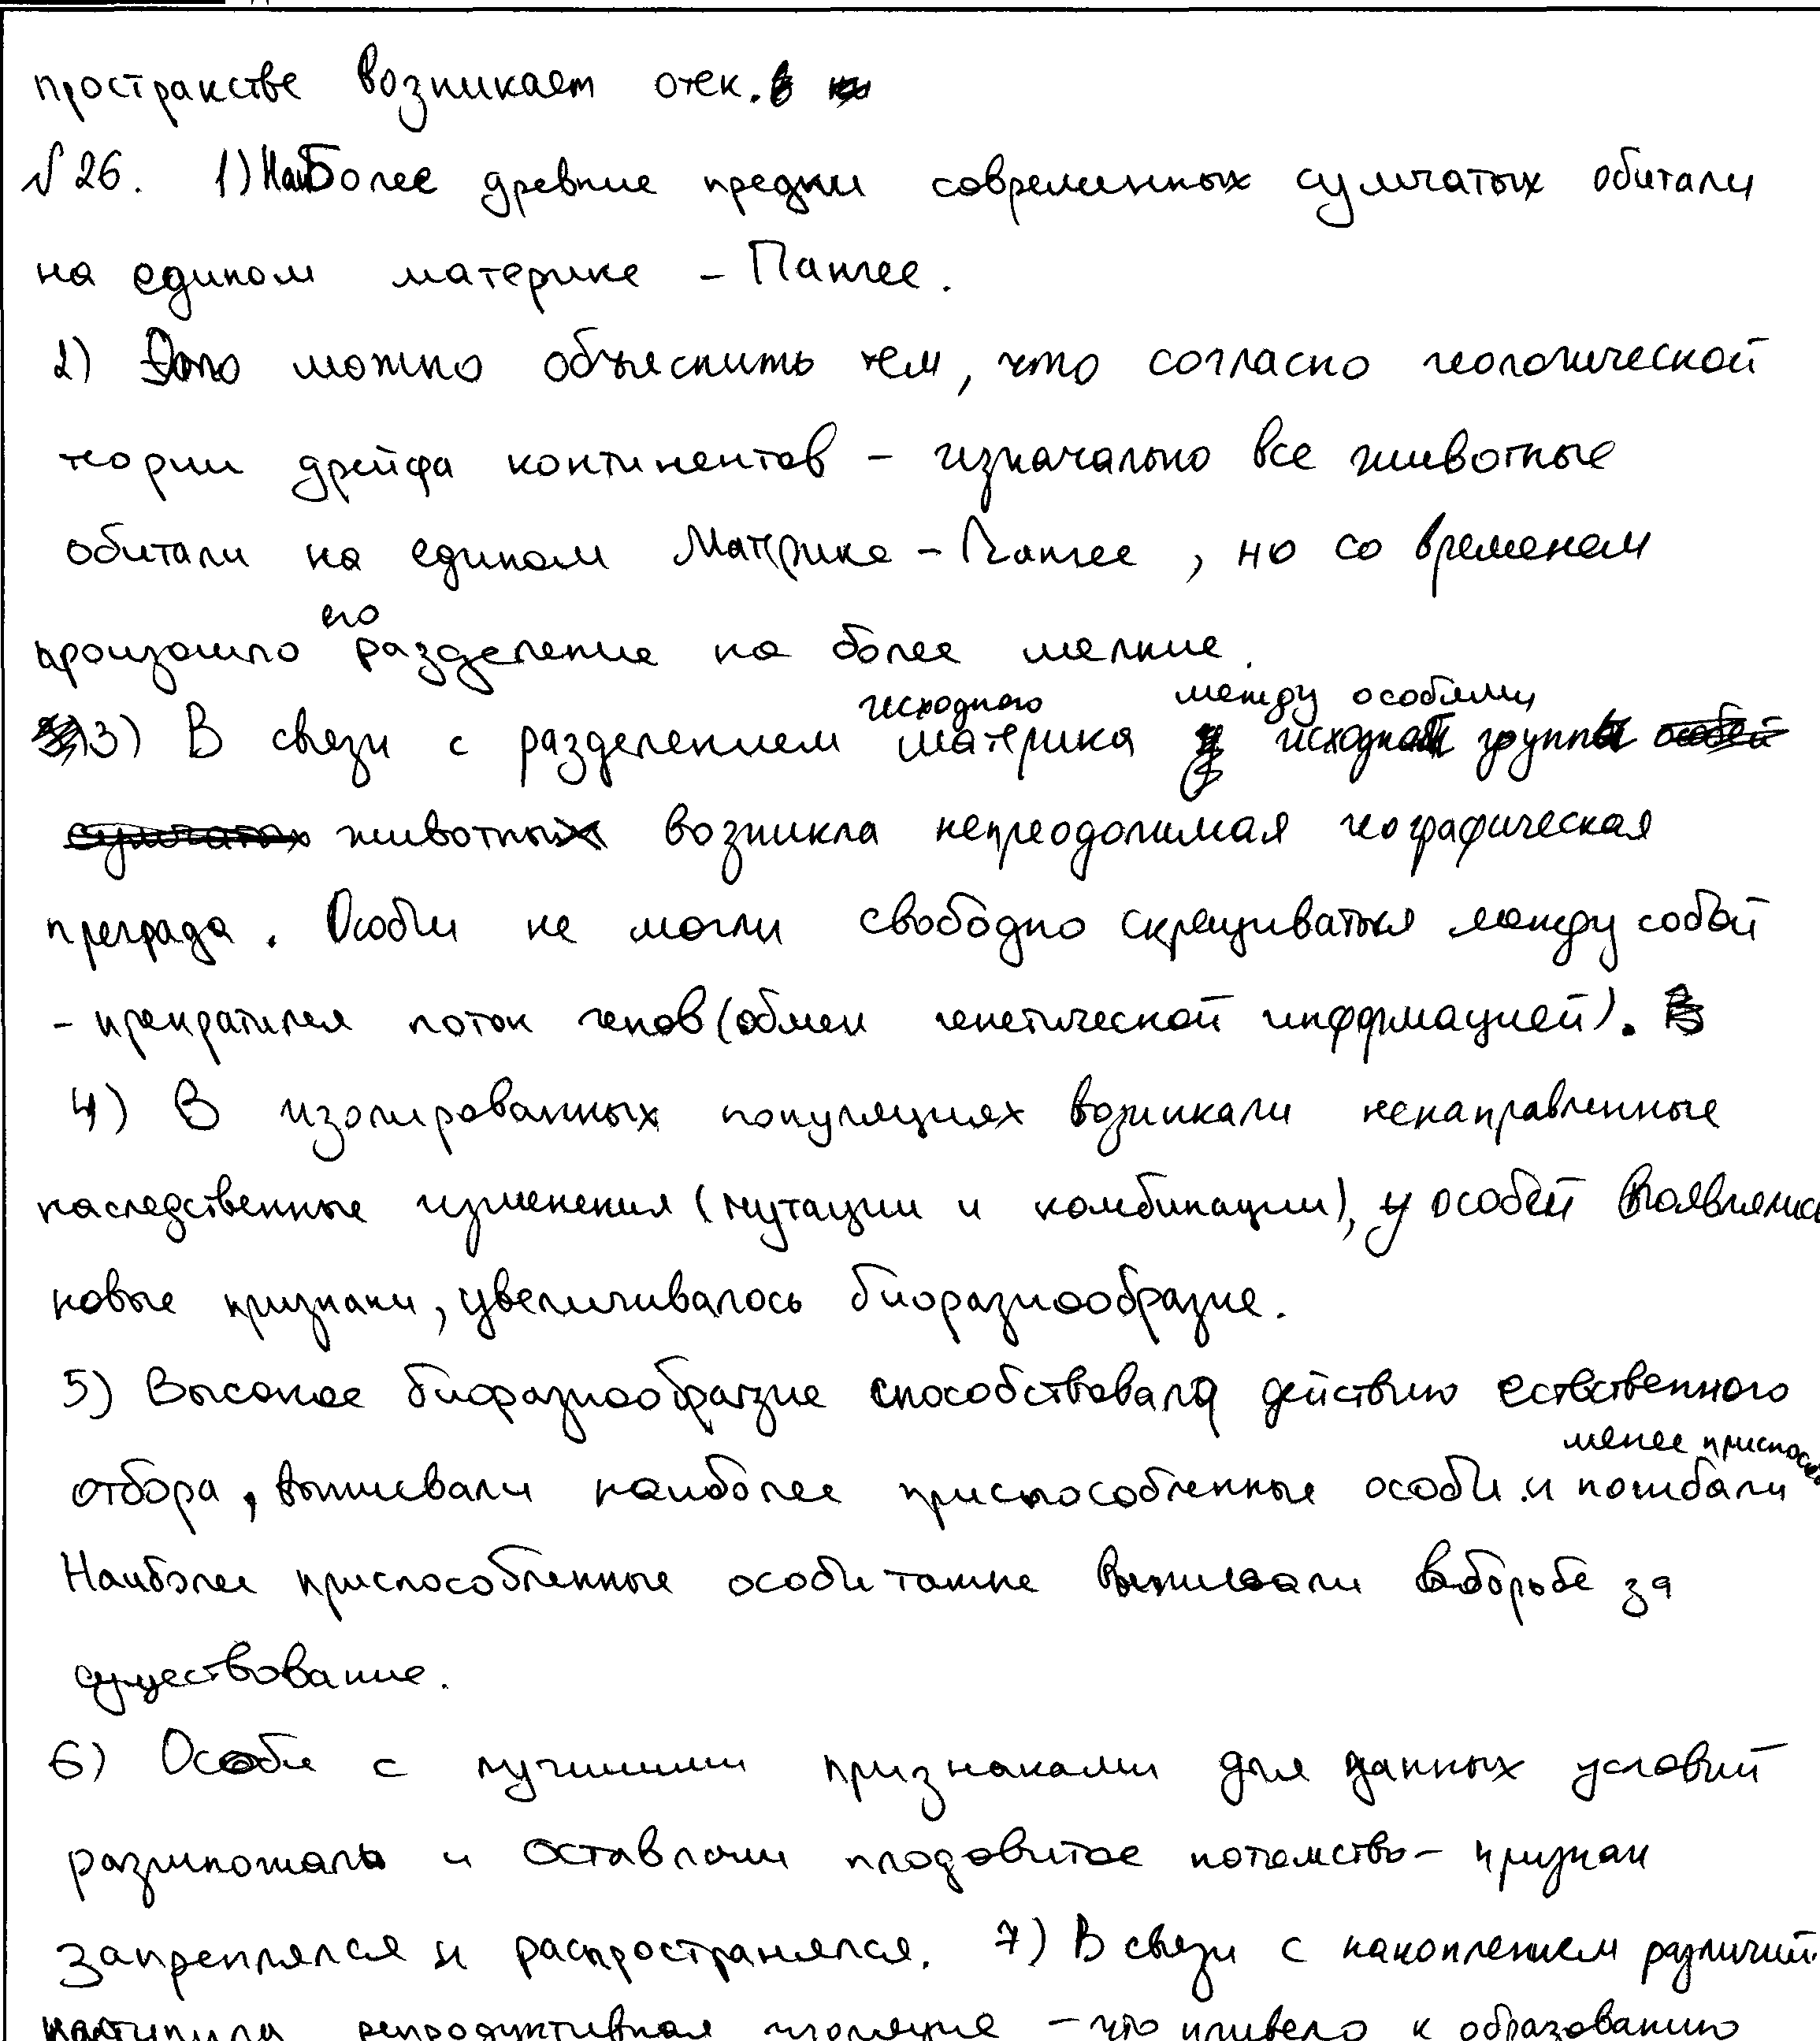 пространстве возникает отек.
№26. 1) Наиболее древние предки современных сумчатых обитали
на едином материке – Пангее.
2) Это можно объяснить тем, что согласно геологической
теории дрейфа континентов – изначально все животные
обитали на едином Материке – Пангее, но со временем
произошло его разделение на более мелкие.
3) В связи с разделением исходного материка между особями исходной группы
животных возникла непреодолимая географическая
преграда. Особи не могли свободно скрещиваться между собой
– прекратился поток генов (обмен генетической информацией).
4) В изолированных популяциях возникали ненаправленные
наследственные изменения (мутации и комбинации), у особей появлялись
новые признаки, увеличивалось биоразнообразие.
5) Высокое биоразнообразие способствовало действию ествственного
отбора, выживали наиболее приспособленные особи и погибали менее приспосо
Наиболее приспособленные особи также выживали в борьбе за
существование.
6) Особи с лучшими признаками для данных условий
размножались и оставляли плодовитое потомство – признак
закреплялся и распространялся. 7) В связи с накоплением различий
наступила репродуктивная изоляция – что привело к образованию